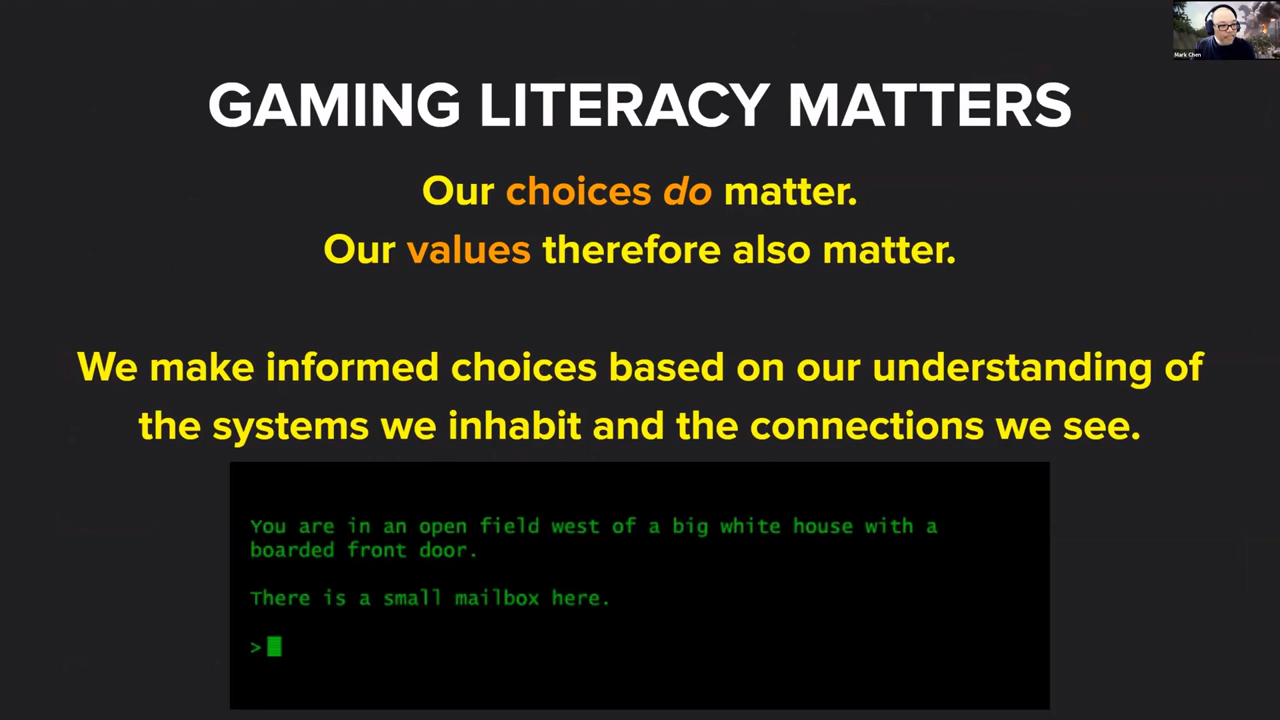 Mark Chen
GAMING LITERACY MATTERS
Our choices do matter.
Our values therefore also matter.
We make informed choices based on our understanding of
the systems we inhabit and the connections we see.
You are in an open field west of a big white house with a
boarded front door.
There is a small mailbox here.
>